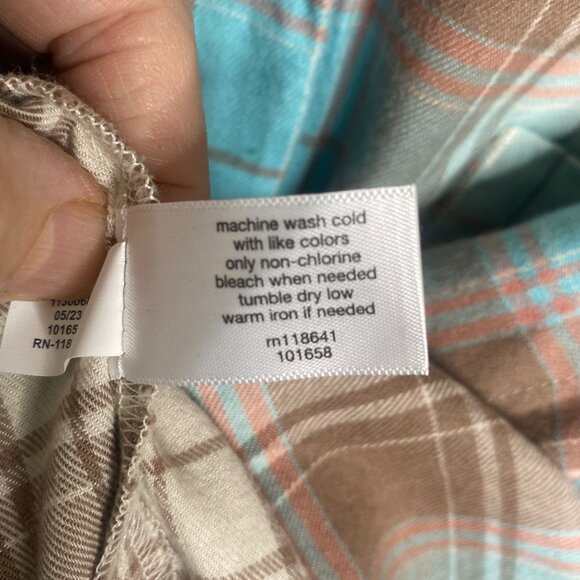 machine wash cold
with like colors
only non-chlorine
bleach when needed
tumble dry low
warm iron if needed
rn118641
101658
05/23
10165
RN-118